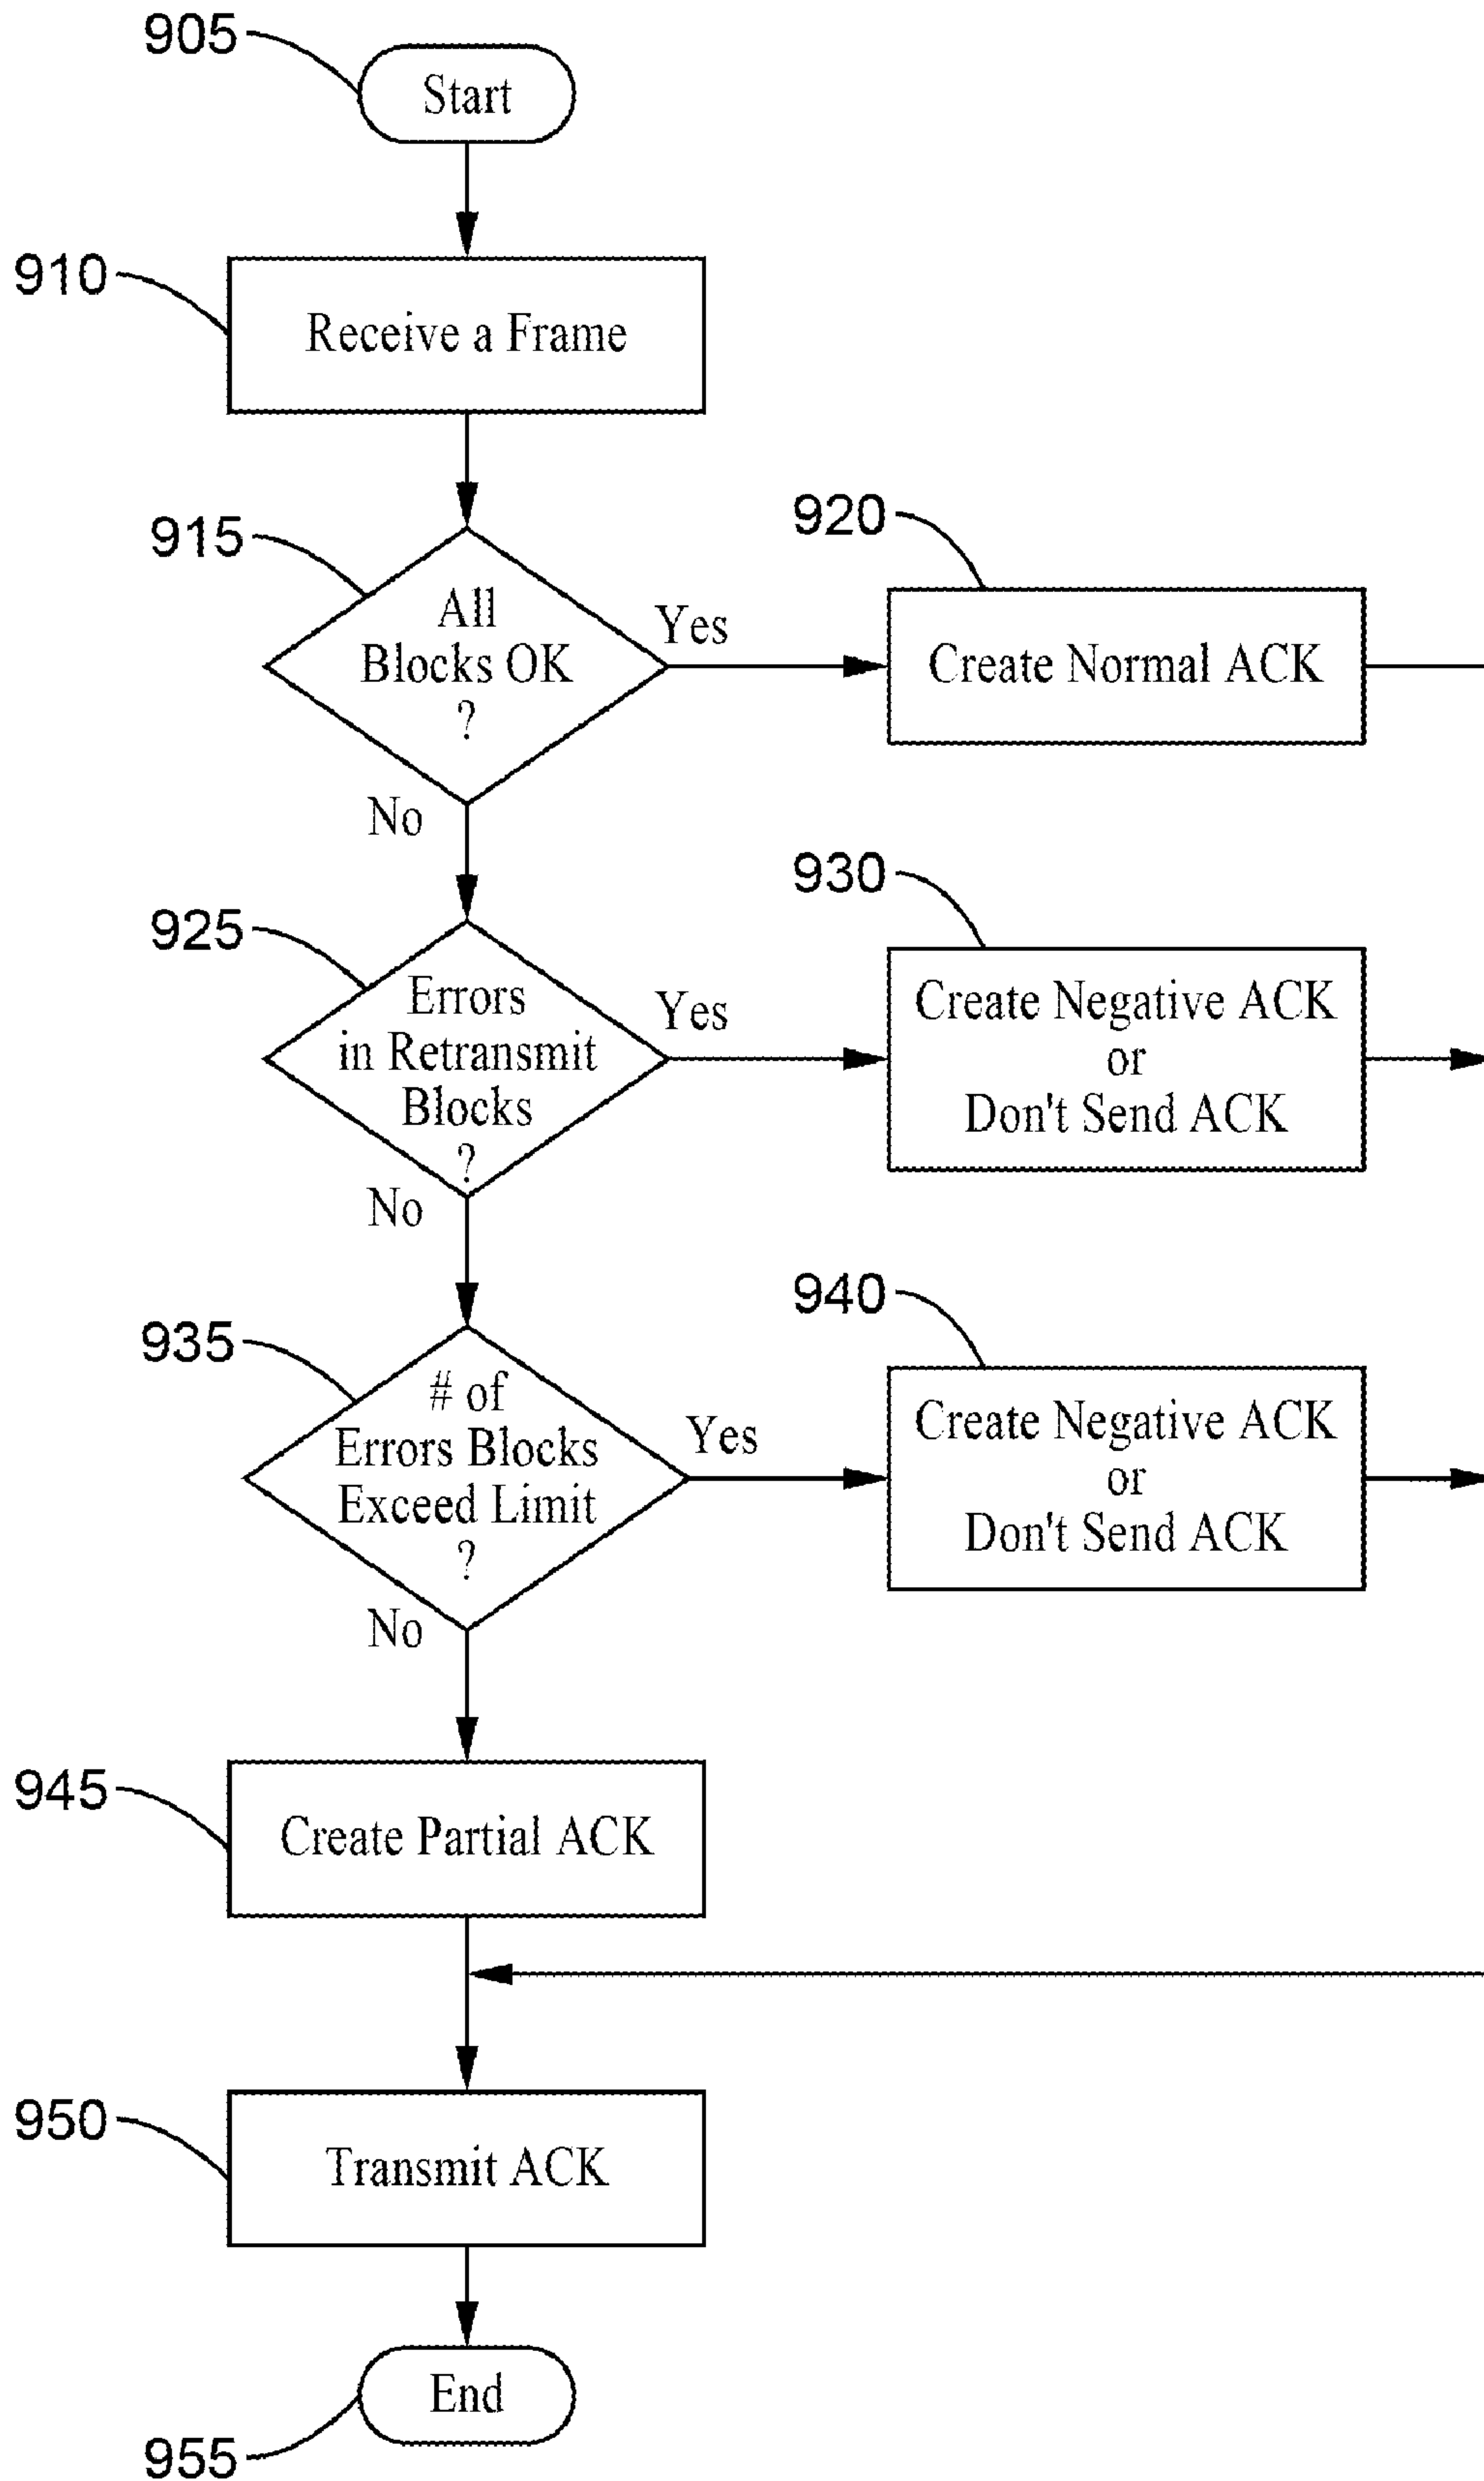 905
Start
910
Receive a Frame
915
All
Blocks OK
?
Yes
920
Create Normal ACK
No
925
Errors
in Retransmit
Blocks
?
Yes
930
Create Negative ACK
or
Don't Send ACK
No
935
# of
Errors Blocks
Exceed Limit
?
Yes
940
Create Negative ACK
or
Don't Send ACK
No
945
Create Partial ACK
950
Transmit ACK
End
955